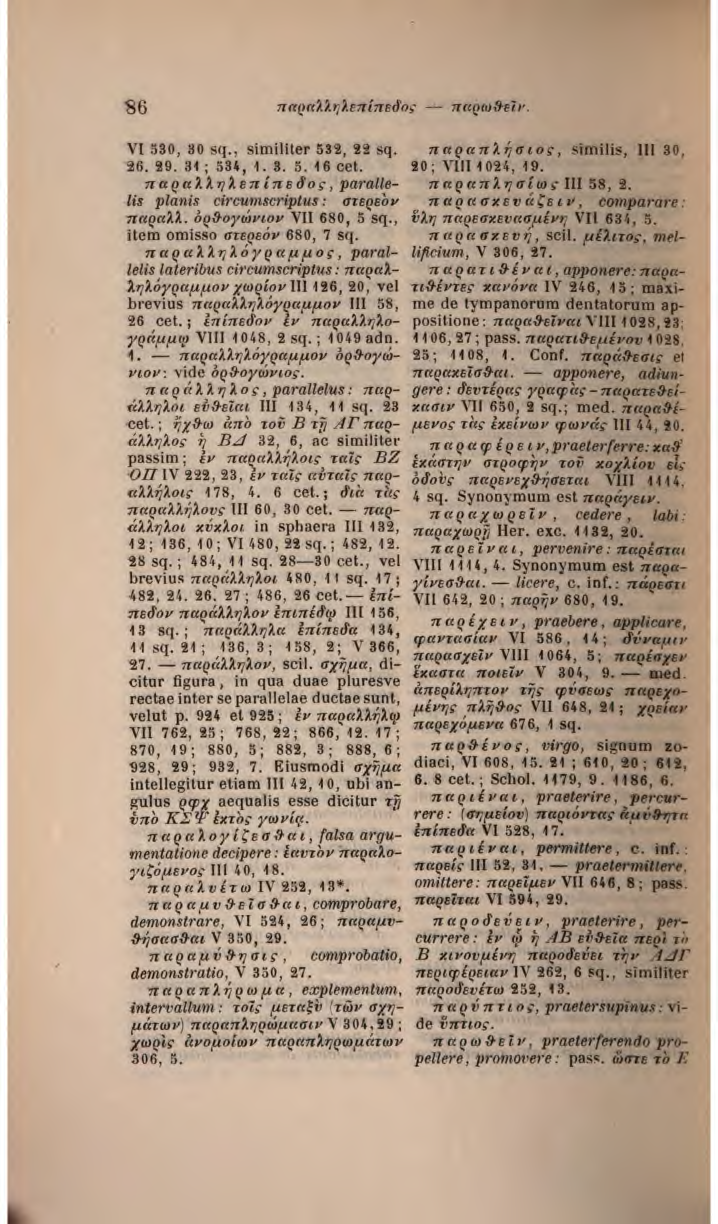 86 παραλληλεπίπεδος — παρωθεῖν.
VI 530, 30 sq., similiter 532, 22 sq.
26. 29. 31; 534, 1. 3. 5. 16 cet.
παραλληλεπίπεδος, paralle-
lis planis circumscriptus: στερεὸν
παραλλ. ὀρθογώνιον VII 680, 5 sq.,
item omisso στερεόν 680, 7 sq.
παραλληλόγραμμος, paral-
lelis lateribus circumscriptus: παραλ-
ληλόγραμμον χωρίον III 126, 20, vel
brevius παραλληλόγραμμον III 58,
26 cet.; ἐπίπεδον ἐν παραλληλο-
γράμμῳ VIII 1048, 2 sq.; 1049 adn.
1. — παραλληλόγραμμον ὀρθογώ-
νιον: vide ὀρθογώνιος.
παράλληλος, parallelus: παρ-
άλληλοι εὐθεῖαι III 134, 11 sq. 23
cet.; ἤχθω ἀπὸ τοῦ Β τῇ ΑΓ παρ-
άλληλος ἡ ΒΔ 32, 6, ac similiter
passim; ἐν παραλλήλοις ταῖς ΒΖ
ΘΠ IV 222, 23, ἐν ταῖς αὐταῖς παρ-
αλλήλοις 178, 4. 6 cet.; διὰ τὰς
παραλλήλους III 60, 30 cet. — παρ-
άλληλοι κύκλοι in sphaera III 132,
12; 136, 10; VI 480, 22 sq.; 482, 12.
28 sq.; 484, 11 sq. 28—30 cet., vel
brevius παράλληλοι 480, 11 sq. 17;
482, 24. 26. 27; 486, 26 cet. — ἐπί-
πεδον παράλληλον ἐπιπέδῳ III 156,
13 sq.; παράλληλα ἐπίπεδα 134,
11 sq. 21; 136, 3; 158, 2; V 366,
27. — παράλληλον, scil. σχῆμα, di-
citur figura, in qua duae pluresve
rectae inter se parallelae ductae sunt,
velut p. 924 et 925; ἐν παραλλήλῳ
VII 762, 25; 768, 22; 866, 12. 17;
870, 19; 880, 5; 882, 3; 888, 6;
928, 29; 932, 7. Eiusmodi σχῆμα
intellegitur etiam III 42, 10, ubi an-
gulus ρφχ aequalis esse dicitur τῇ
ὑπὸ ΚΣΨ ἐκτὸς γωνίᾳ.
παραλογίζεσθαι, falsa argu-
mentatione decipere: ἑαυτὸν παραλο-
γιζόμενος III 40, 18.
παραλυέτω IV 252, 13*.
παραμυθεῖσθαι, comprobare,
demonstrare, VI 524, 26; παραμυ-
θήσασθαι V 350, 29.
παραμύθησις, comprobatio,
demonstratio, V 350, 27.
παραπλήρωμα, explementum,
intervallum: τοῖς μεταξὺ (τῶν σχη-
μάτων) παραπληρώμασιν V 304, 29;
χωρὶς ἀνομοίων παραπληρωμάτων
306, 5.
παραπλήσιος, similis, III 30,
20; VIII 1024, 19.
παραπλησίως III 58, 2.
παρασκευάζειν, comparare:
ὕλη παρεσκευασμένη VII 634, 5.
παρασκευή, scil. μέλιτος, mel-
lificium, V 306, 27.
παρατιθέναι, apponere: παρα-
τιθέντες κανόνα IV 246, 15; maxi-
me de tympanorum dentatorum ap-
positione: παραθεῖναι VIII 1028, 23;
1106, 27; pass. παρατιθεμένου 1028,
25; 1108, 1. Conf. παράθεσις et
παρακεῖσθαι. — apponere, adiun-
gere: δευτέρας γραφὰς - παρατεθεί-
κασιν VII 650, 2 sq.; med. παραθέ-
μενος τὰς ἐκείνων φωνάς III 44, 20.
παραφέρειν, praeterferre: καθ'
ἑκάστην στροφὴν τοῦ κοχλίου εἷς
ὀδοὺς παρενεχθήσεται VIII 1114,
4 sq. Synonymum est παράγειν.
παραχωρεῖν, cedere, labi:
παραχωρῇ Her. exc. 1132, 20.
παρεῖναι, pervenire: παρέσται
VIII 1114, 4. Synonymum est παρα-
γίνεσθαι. — licere, c. inf.: πάρεστι
VII 642, 20; παρῆν 680, 19.
παρέχειν, praebere, applicare,
φαντασίαν VI 586, 14; δύναμιν
παρασχεῖν VIII 1064, 5; παρέσχεν
ἕκαστα ποιεῖν V 304, 9. — med.
ἀπερίληπτον τῆς φύσεως παρεχο-
μένης πλῆθος VII 648, 21; χρείαν
παρεχόμενα 676, 1 sq.
παρθένος, virgo, signum zo-
diaci, VI 608, 15. 21; 610, 20; 612,
6. 8 cet.; Schol. 1179, 9. 1186, 6.
παριέναι, praeterire, percur-
rere: (σημείου) παριόντας ἀμύθητα
ἐπίπεδα VI 528, 17.
παριέναι, permittere, c. inf.:
παρείς III 52, 31. — praetermittere,
omittere: παρεῖμεν VII 646, 8; pass.
παρεῖται VI 594, 29.
παροδεύειν, praeterire, per-
currere: ἐν ᾧ ἡ ΑΒ εὐθεῖα περὶ τὸ
Β κινουμένη παροδεύει τὴν ΑΔΓ
περιφέρειαν IV 262, 6 sq., similiter
παροδευέτω 252, 13.
παρύπτιος, praetersupinus: vi-
de ὕπτιος.
παρωθεῖν, praeterferendo pro-
pellere, promovere: pass. ὥστε τὸ Ε